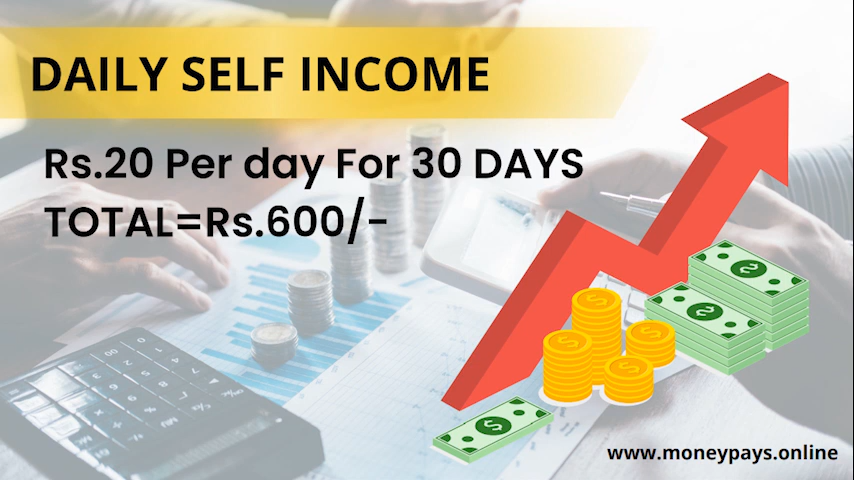 DAILY SELF INCOME
Rs.20 Per day For 30 DAYS
TOTAL=Rs.600/-
www.moneypays.online